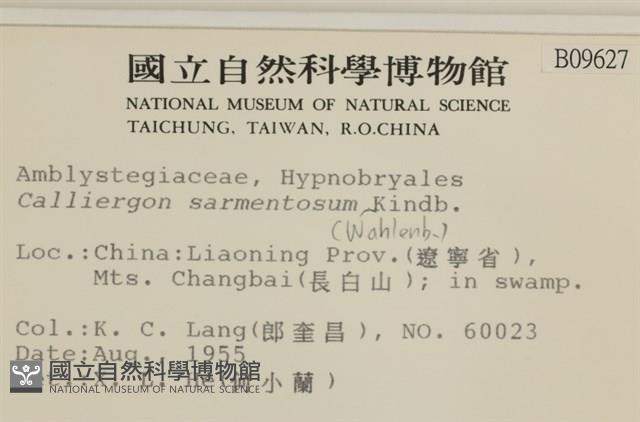 國立自然科學博物館
B09627
NATIONAL MUSEUM OF NATURAL SCIENCE
TAICHUNG, TAIWAN, R.O.CHINA
Amblystegiaceae, Hypnobryales
Calliergon sarmentosum Kindb.
(Wahlenb.)
Loc.:China:Liaoning Prov.(遼寧省),
Mts. Changbai(長白山); in swamp.
Col.:K. C. Lang(郎奎昌), NO. 60023
Date:Aug., 1955
國立自然科學博物館
NATIONAL MUSEUM OF NATURAL SCIENCE
小蘭)